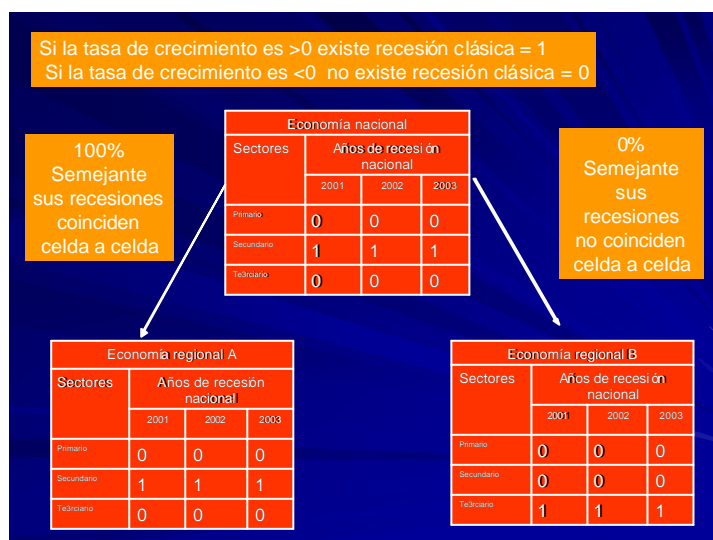 Si la tasa de crecimiento es >0 existe recesión clásica = 1
Si la tasa de crecimiento es <0 no existe recesión clásica = 0
100%
Semejante
sus recesiones
coinciden
celda a celda
Economía nacional
Sectores Años de recesión
nacional
2001 2002 2003
Primario 0 0 0
Secundario 1 1 1
Te3rciario 0 0 0
0%
Semejante
sus
recesiones
no coinciden
celda a celda
Economía regional A
Sectores Años de recesión
nacional
2001 2002 2003
Primario 0 0 0
Secundario 1 1 1
Te3rciario 0 0 0
Economía regional B
Sectores Años de recesión
nacional
2001 2002 2003
Primario 0 0 0
Secundario 0 0 0
Te3rciario 1 1 1